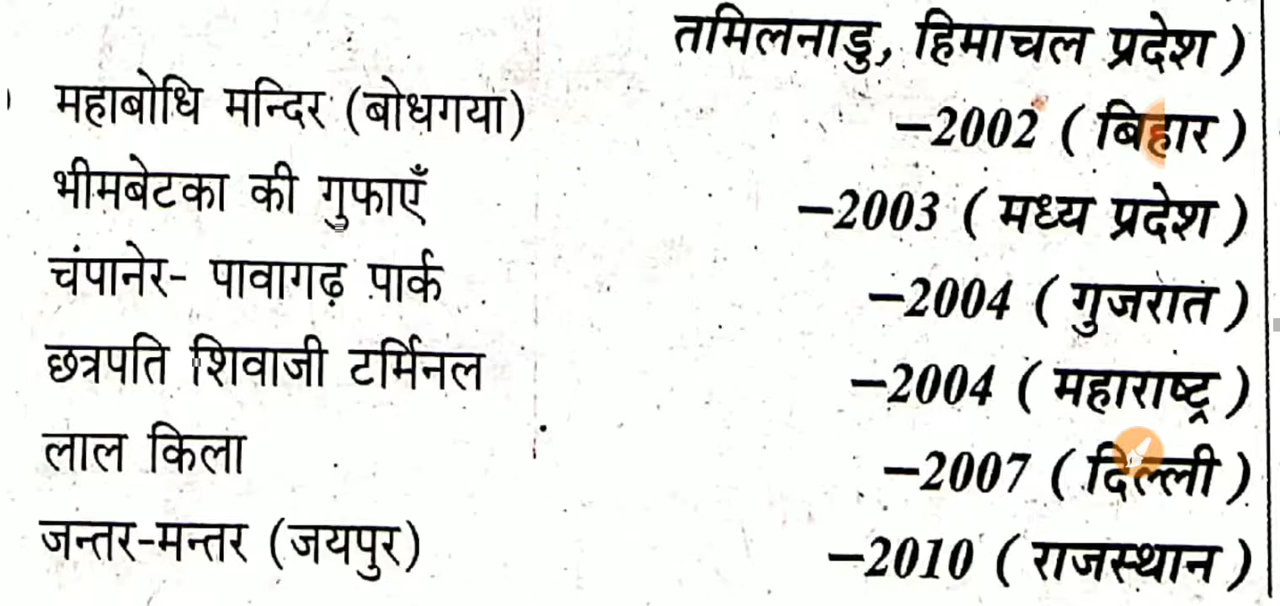 तमिलनाडु, हिमाचल प्रदेश )
महाबोधि मन्दिर (बोधगया) –2002 ( बिहार )
भीमबेटका की गुफाएँ –2003 ( मध्य प्रदेश )
चंपानेर- पावागढ़ पार्क –2004 ( गुजरात )
छत्रपति शिवाजी टर्मिनल –2004 ( महाराष्ट्र )
लाल किला –2007 ( दिल्ली )
जन्तर-मन्तर (जयपुर) –2010 ( राजस्थान )